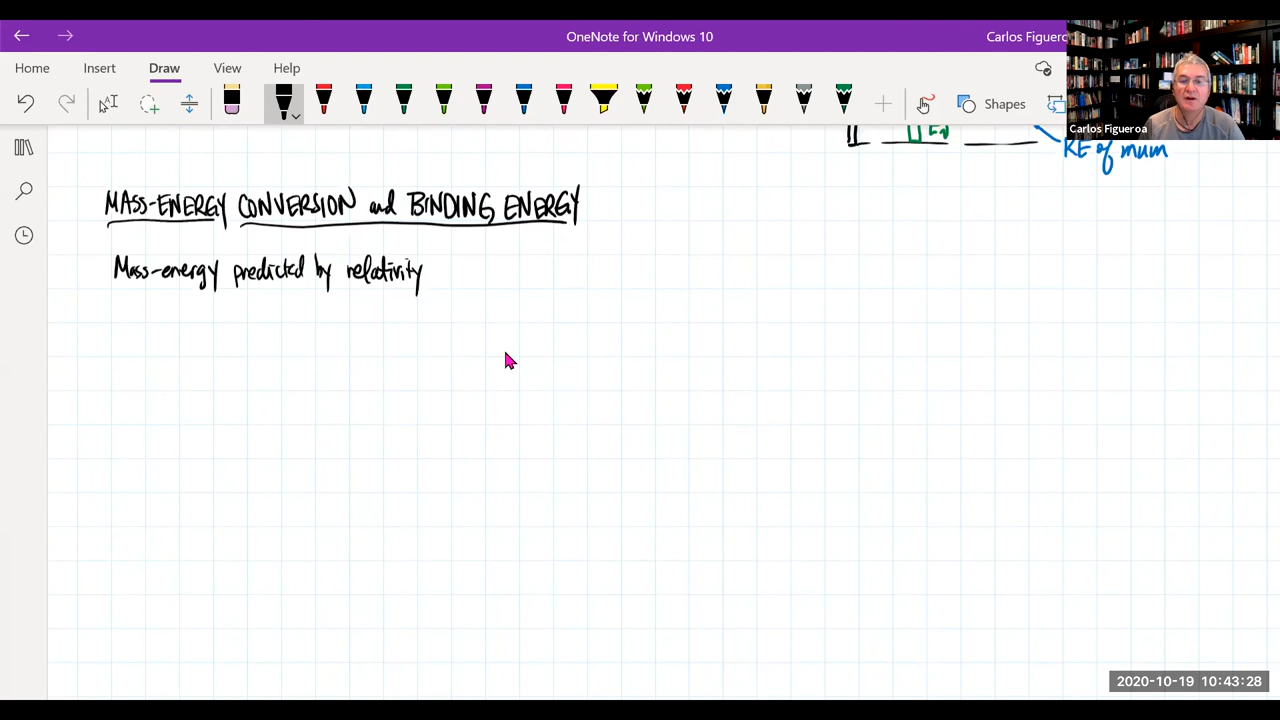 OneNote for Windows 10
Carlos Figuero
Home Insert Draw View Help
Shapes
Carlos Figueroa
KE of mum
MASS-ENERGY CONVERSION and BINDING ENERGY
Mass-energy predicted by relativity
2020-10-19 10:43:28